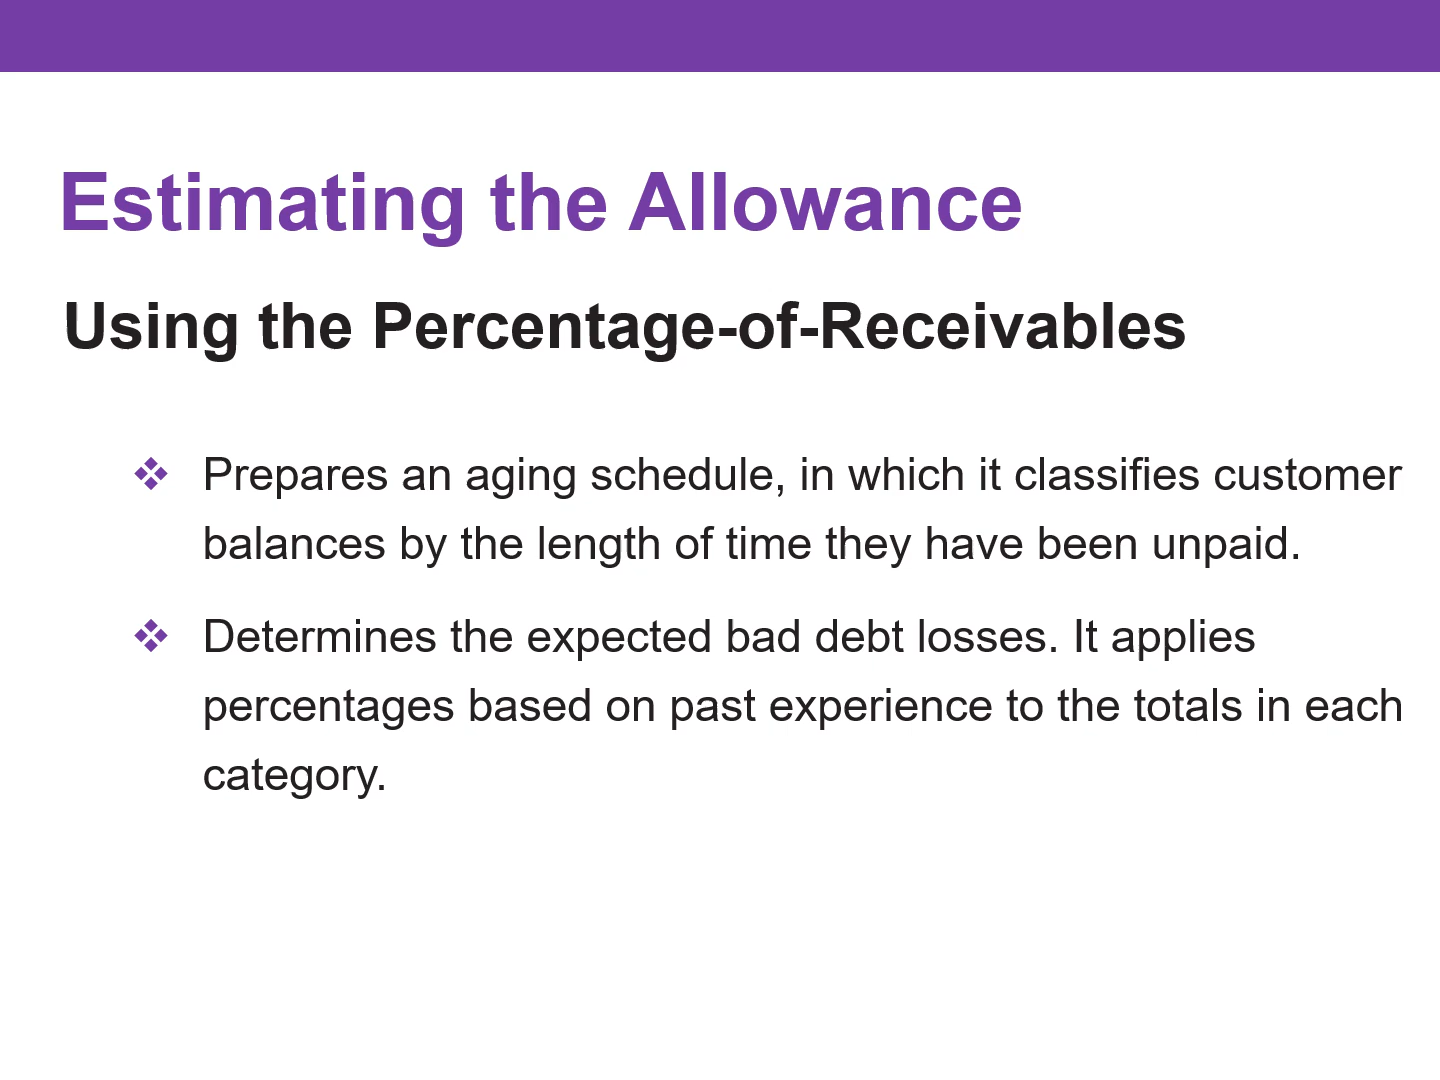 Estimating the Allowance
Using the Percentage-of-Receivables
❖ Prepares an aging schedule, in which it classifies customer
balances by the length of time they have been unpaid.
❖ Determines the expected bad debt losses. It applies
percentages based on past experience to the totals in each
category.